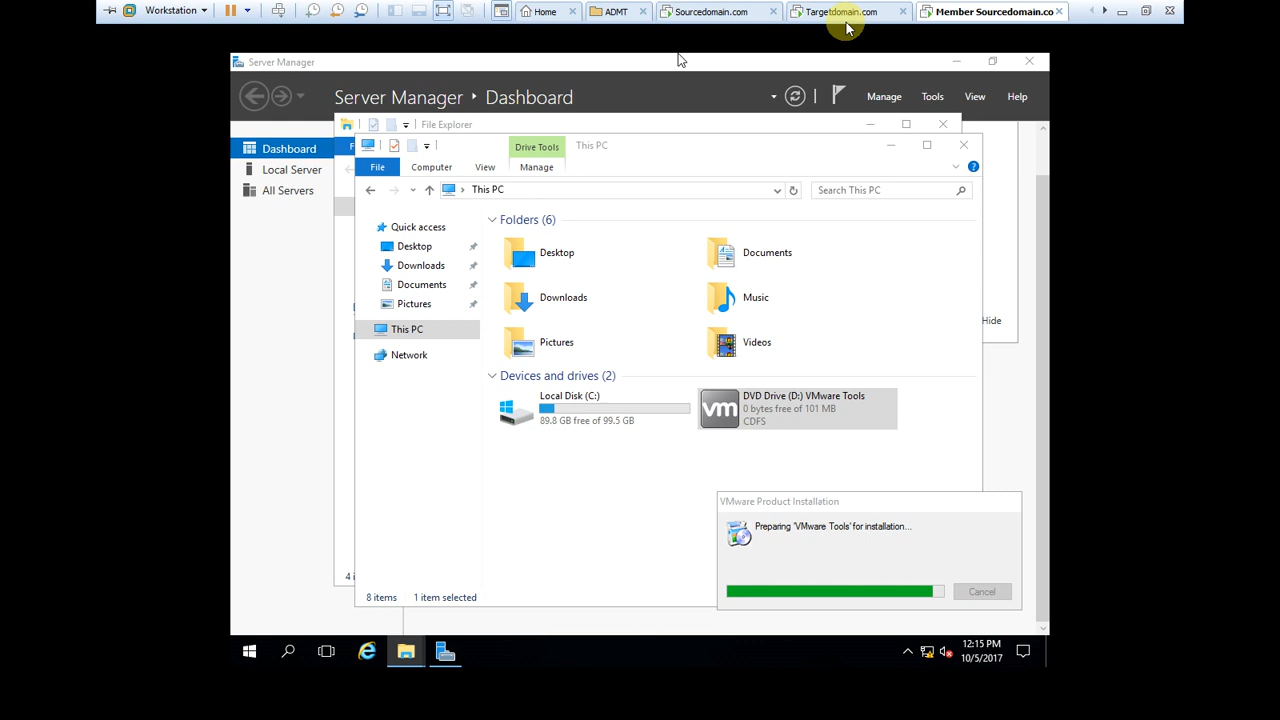 Workstation
Home
ADMT
Sourcedomain.com
Targetdomain.com
Member Sourcedomain.co
Server Manager
Server Manager
Dashboard
Manage
Tools
View
Help
Dashboard
Local Server
All Servers
File Explorer
F
Drive Tools
This PC
File
Computer
View
Manage
This PC
Search This PC
Quick access
Desktop
Downloads
Documents
Pictures
This PC
Network
Folders (6)
Desktop
Documents
Downloads
Music
Pictures
Videos
Devices and drives (2)
Local Disk (C:)
89.8 GB free of 99.5 GB
vm
DVD Drive (D:) VMware Tools
0 bytes free of 101 MB
CDFS
Hide
VMware Product Installation
Preparing 'VMware Tools' for installation...
Cancel
4 i
8 items
1 item selected
12:15 PM
10/5/2017